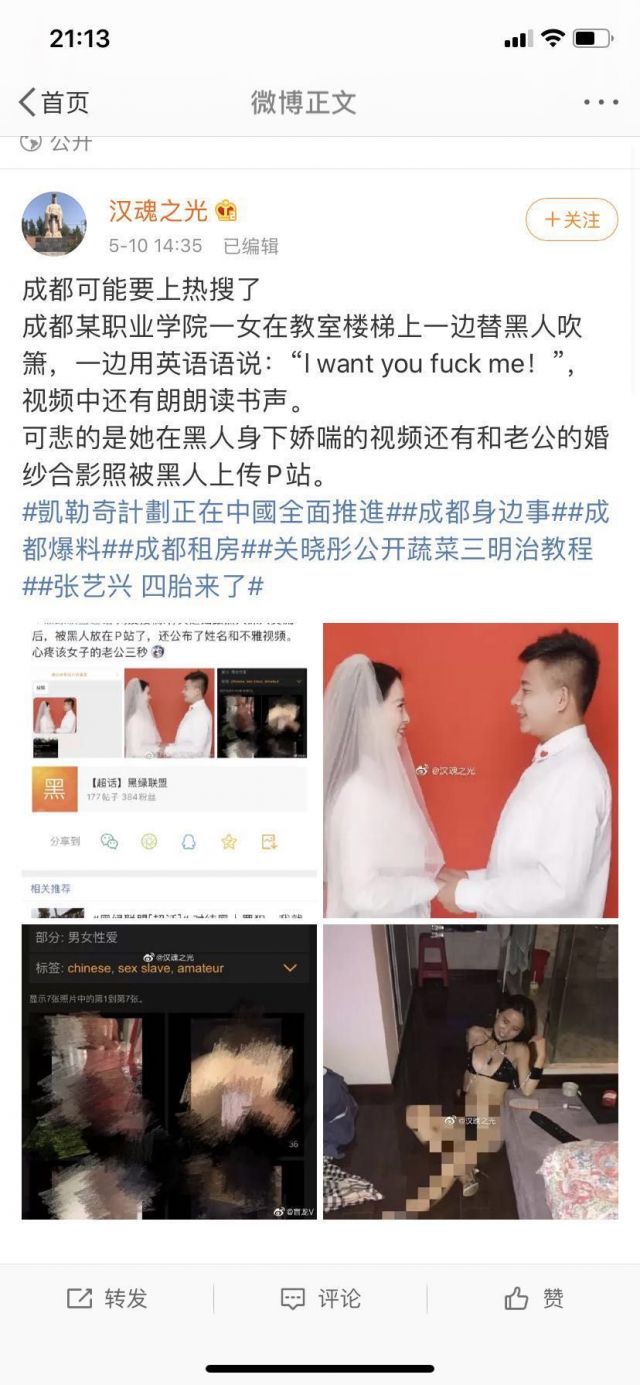 21:13
首页
微博正文
公开
汉魂之光
5-10 14:35 已编辑
+关注
成都可能要上热搜了
成都某职业学院一女在教室楼梯上一边替黑人吹
箫，一边用英语语说：“I want you fuck me！”，
视频中还有朗朗读书声。
可悲的是她在黑人身下娇喘的视频还有和老公的婚
纱合影照被黑人上传P站。
#凱勒奇計劃正在中國全面推進##成都身边事##成
都爆料##成都租房##关晓彤公开蔬菜三明治教程
##张艺兴 四胎来了#
后，被黑人放在P站了，还公布了姓名和不雅视频。
心疼该女子的老公三秒
黑
【超话】黑绿联盟
177帖子 384粉丝
分享到
相关推荐
@汉魂之光
部分: 男女性爱
@汉魂之光
标签: chinese, sex slave, amateur
显示7张照片中的第1到第7张。
36
@汉魂之光
转发
评论
赞